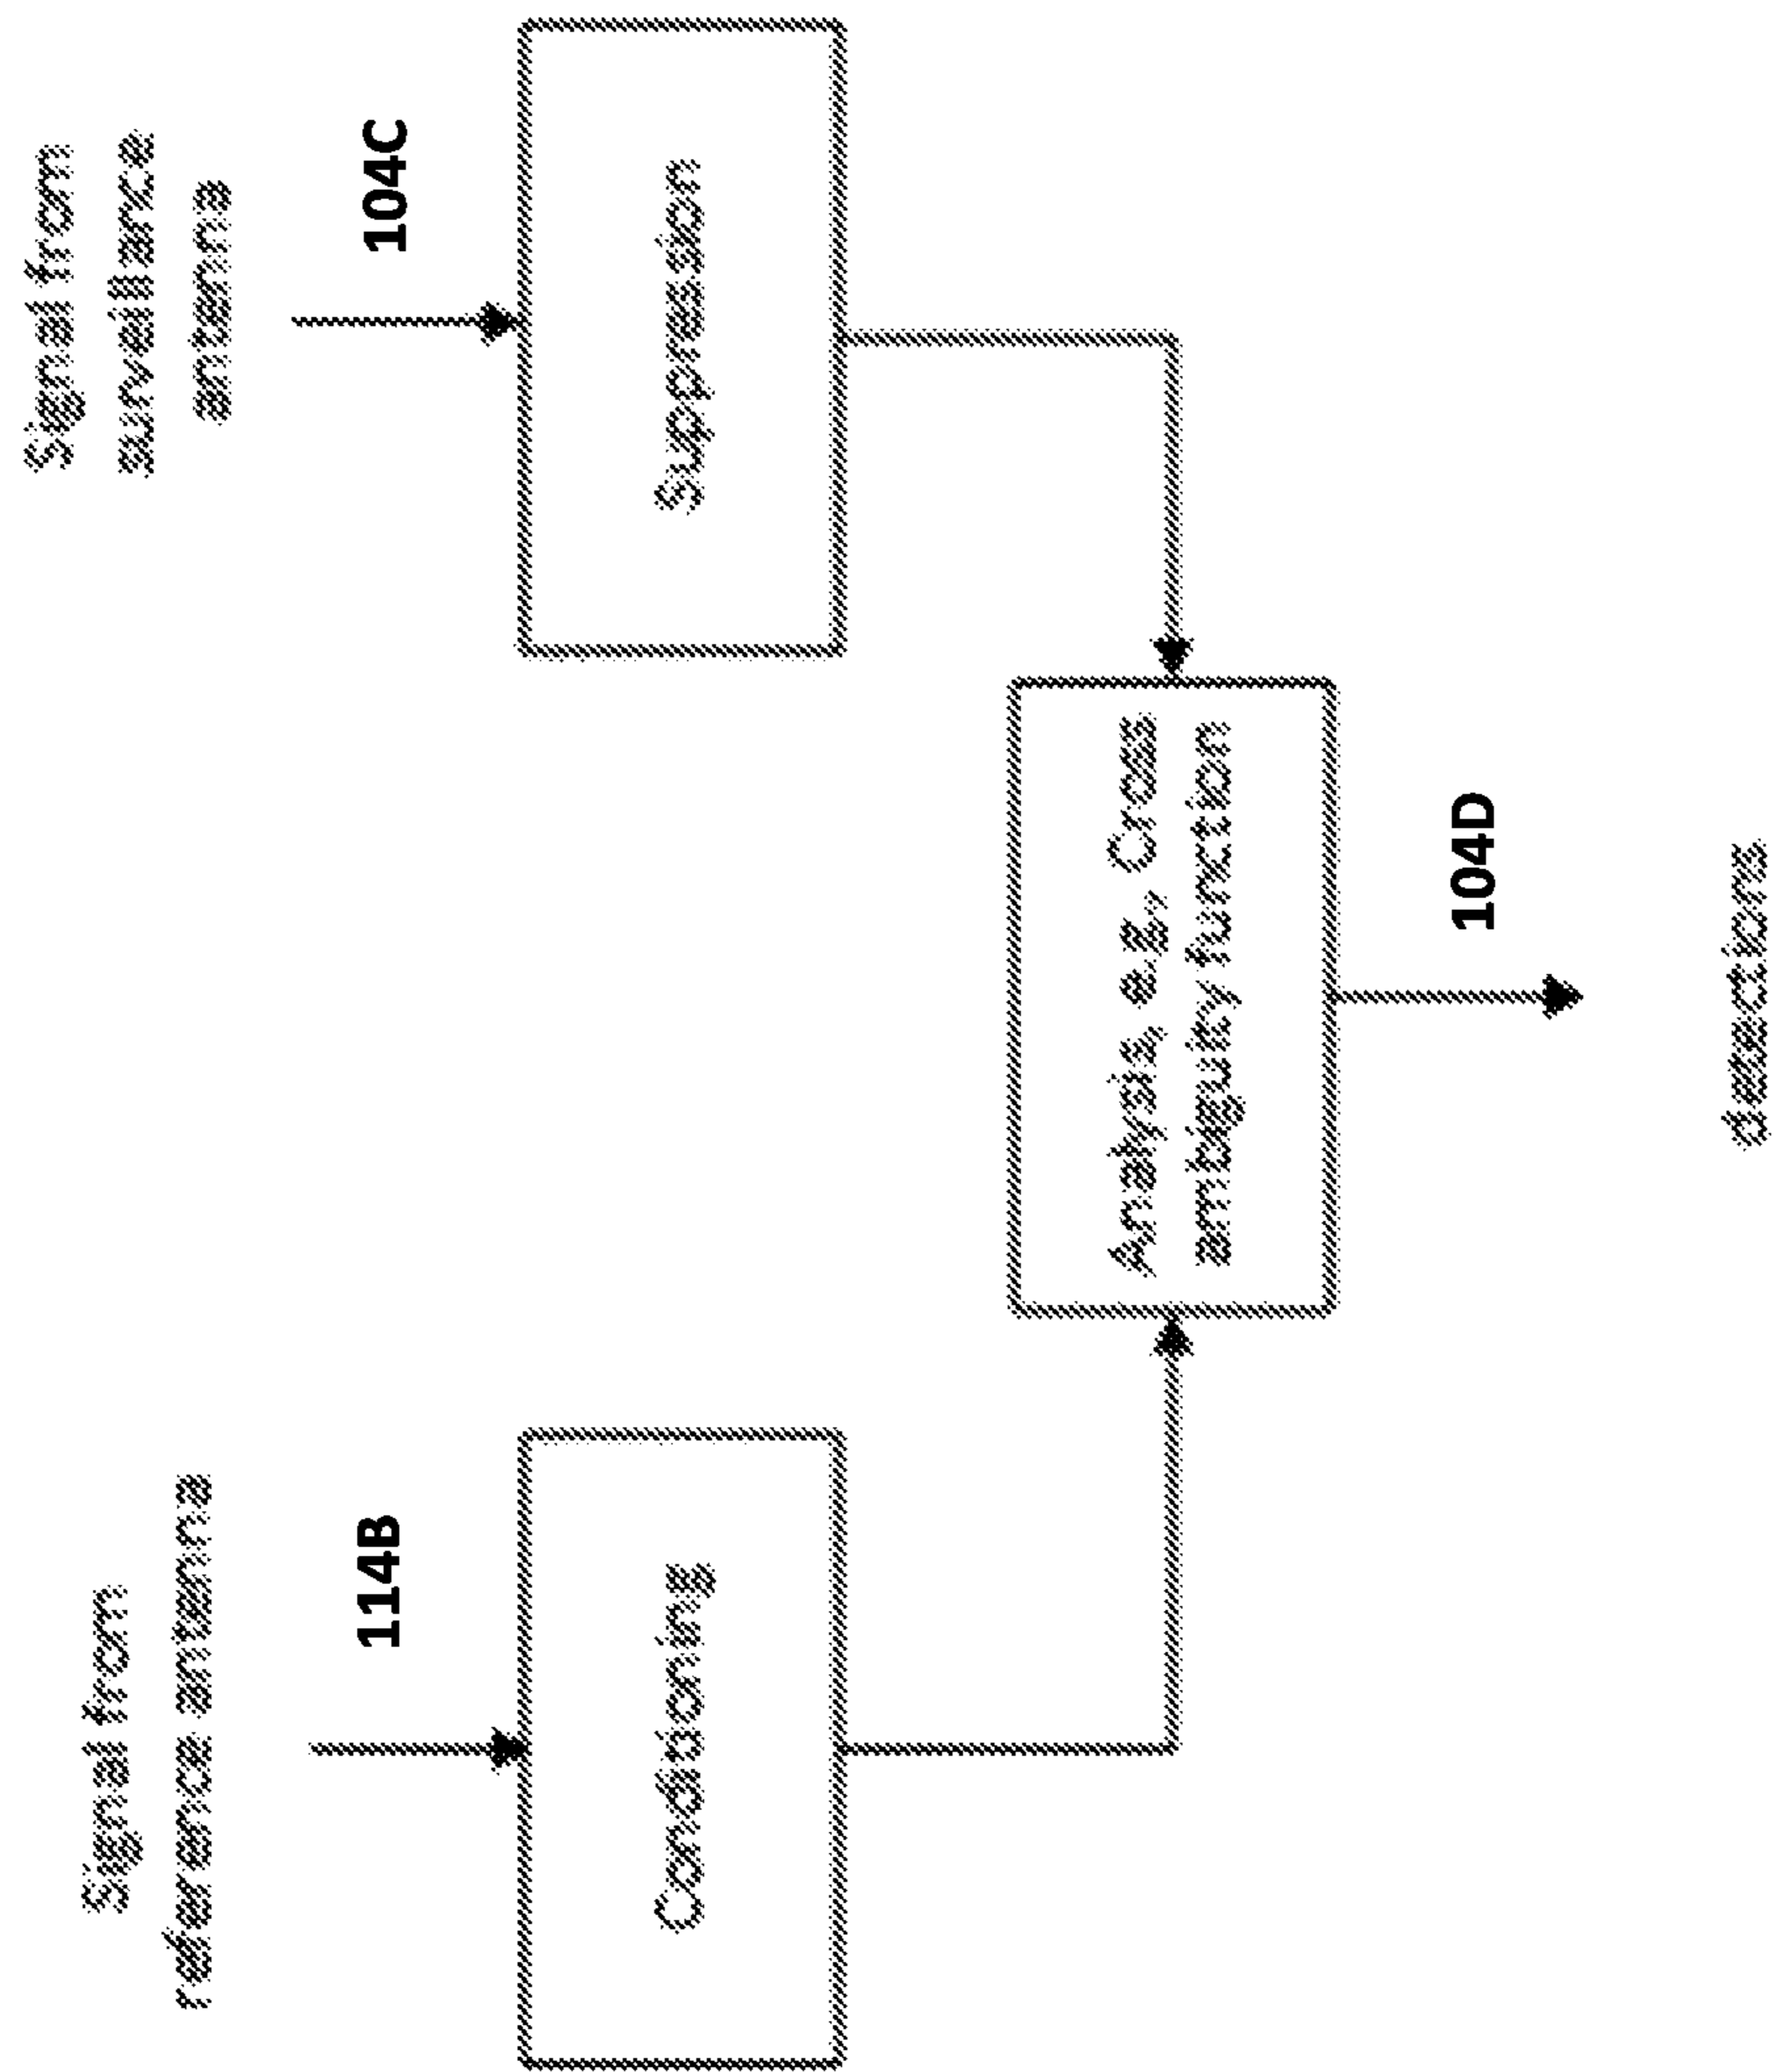 Signal from
reference antenna
114B
Conditioning
Signal from
surveillance
antenna
104C
Suppression
Analysis, e.g., Cross
ambiguity function
104D
detections